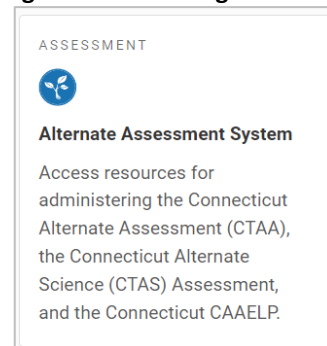 ASSESSMENT
Alternate Assessment System
Access resources for
administering the Connecticut
Alternate Assessment (CTAA),
the Connecticut Alternate
Science (CTAS) Assessment,
and the Connecticut CAAELP.